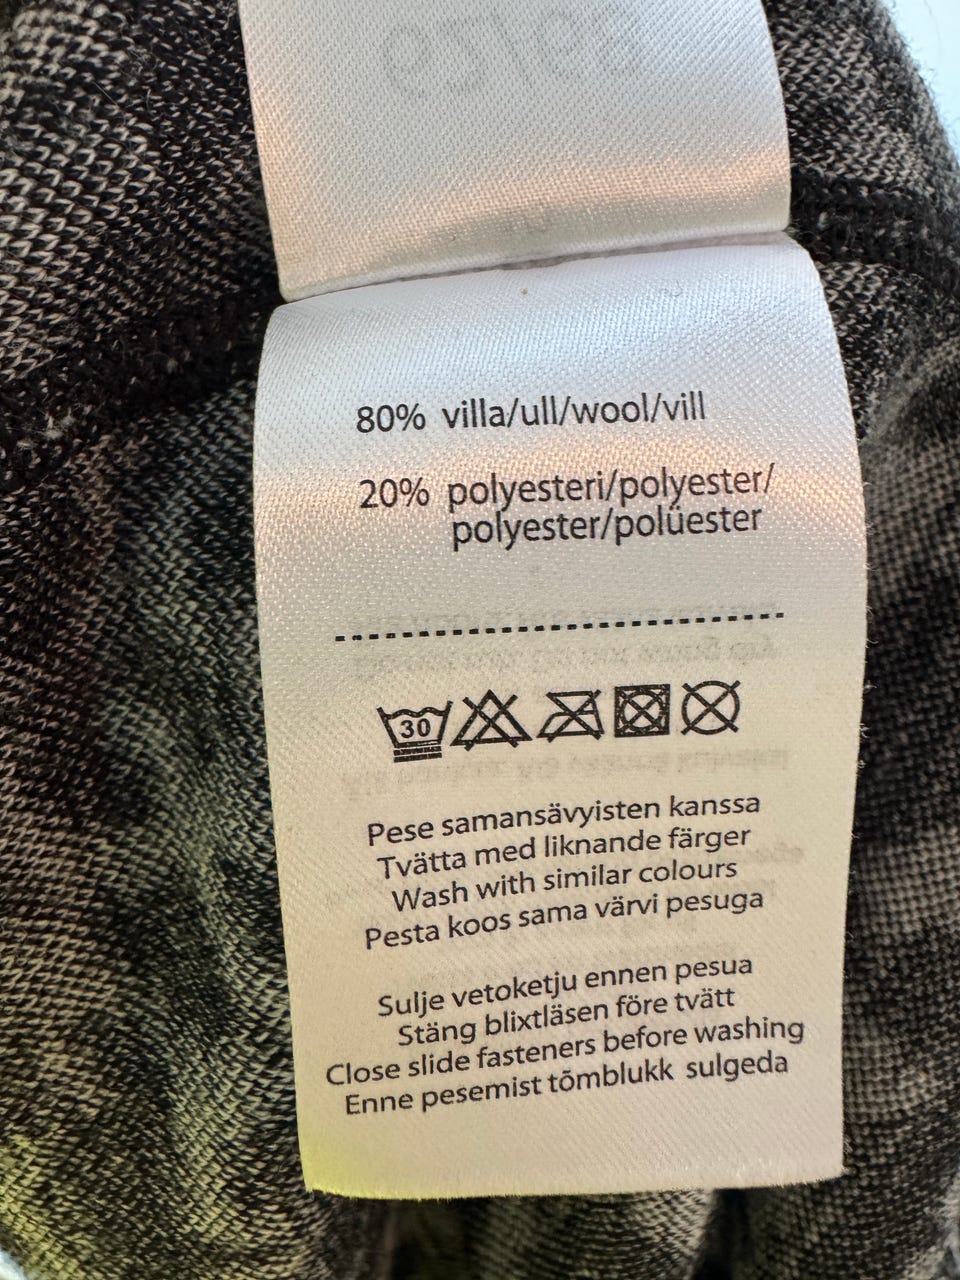 80% villa/ull/wool/vill
20% polyesteri/polyester/
polyester/polüester
30
Pese samansävyisten kanssa
Tvätta med liknande färger
Wash with similar colours
Pesta koos sama värvi pesuga
Sulje vetoketju ennen pesua
Stäng blixtläsen före tvätt
Close slide fasteners before washing
Enne pesemist tõmblukk sulgeda